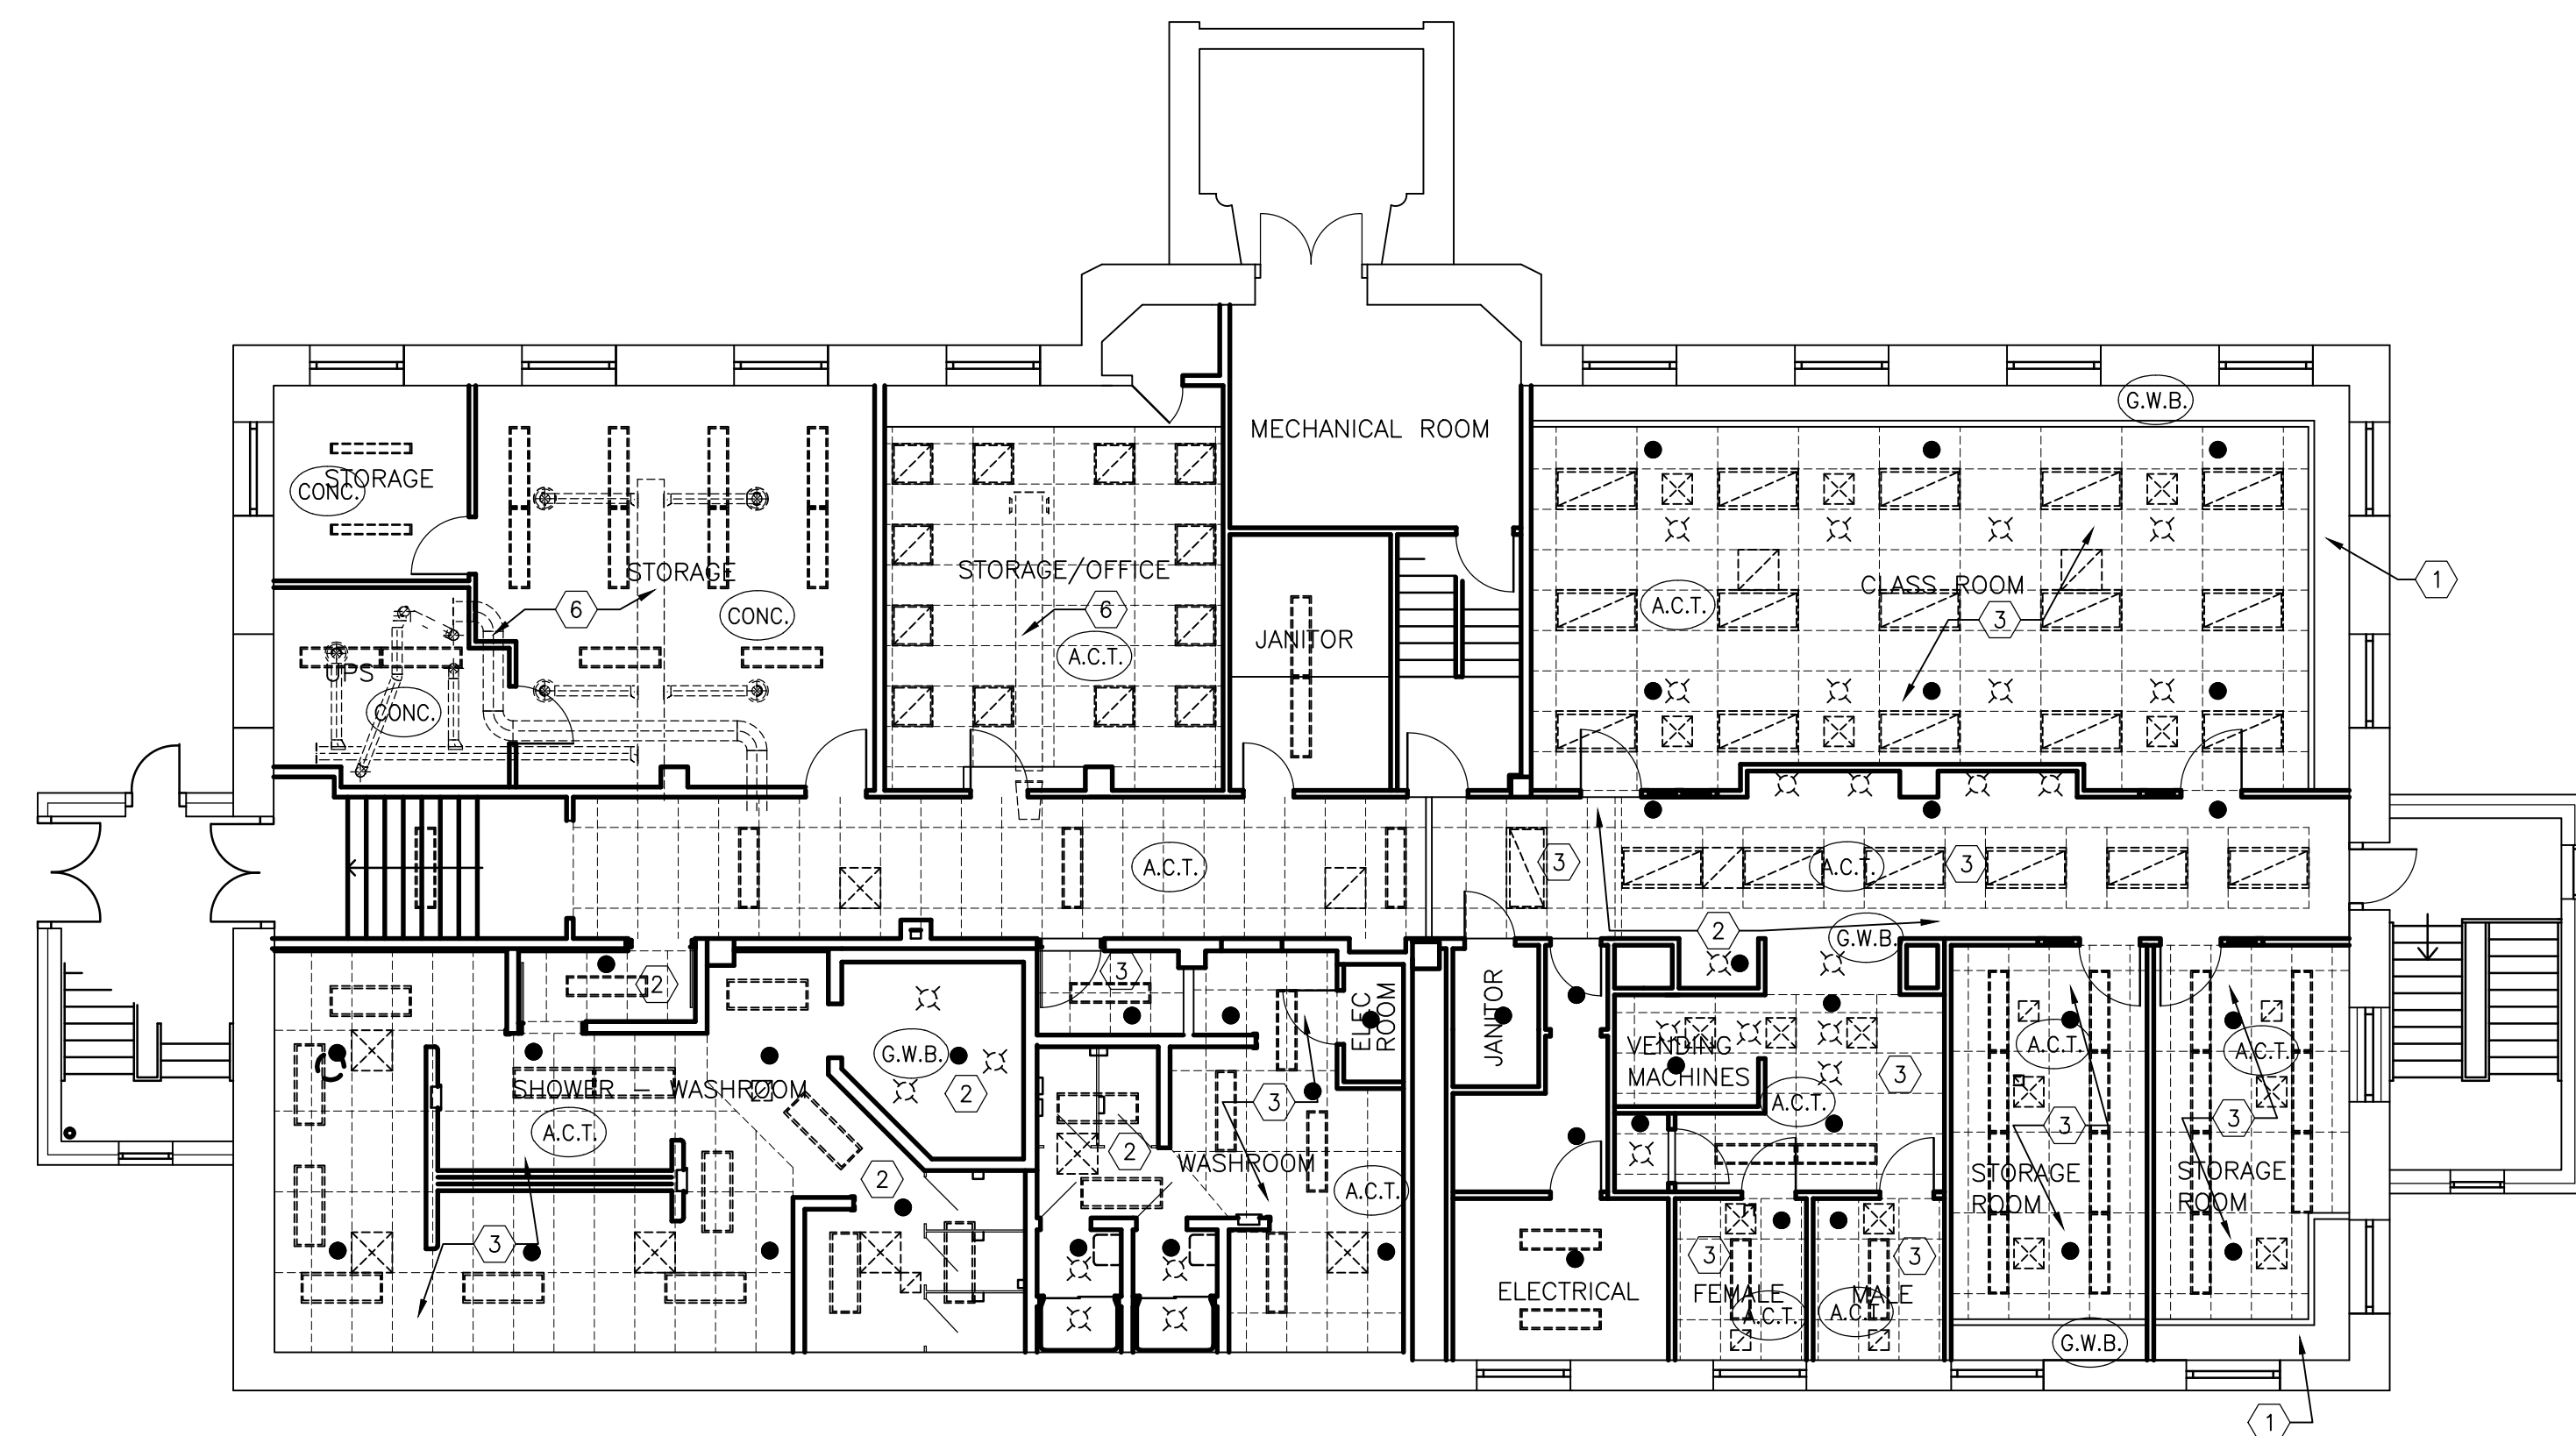 G.W.B.
MECHANICAL ROOM
STORAGE
CONC.
STORAGE
STORAGE/OFFICE
CLASS ROOM
1
A.C.T.
6
CONC.
6
3
JANITOR
A.C.T.
UPS
CONC.
A.C.T.
3
A.C.T.
3
2
G.W.B.
2
3
ELEC
ROOM
JANITOR
G.W.B.
2
VENDING
MACHINES
3
A.C.T.
A.C.T.
A.C.T.
SHOWER - WASHROOM
A.C.T.
3
3
3
2
2
WASHROOM
A.C.T.
STORAGE
ROOM
STORAGE
ROOM
3
3
3
ELECTRICAL
FEMALE
A.C.T.
MALE
A.C.T.
G.W.B.
1